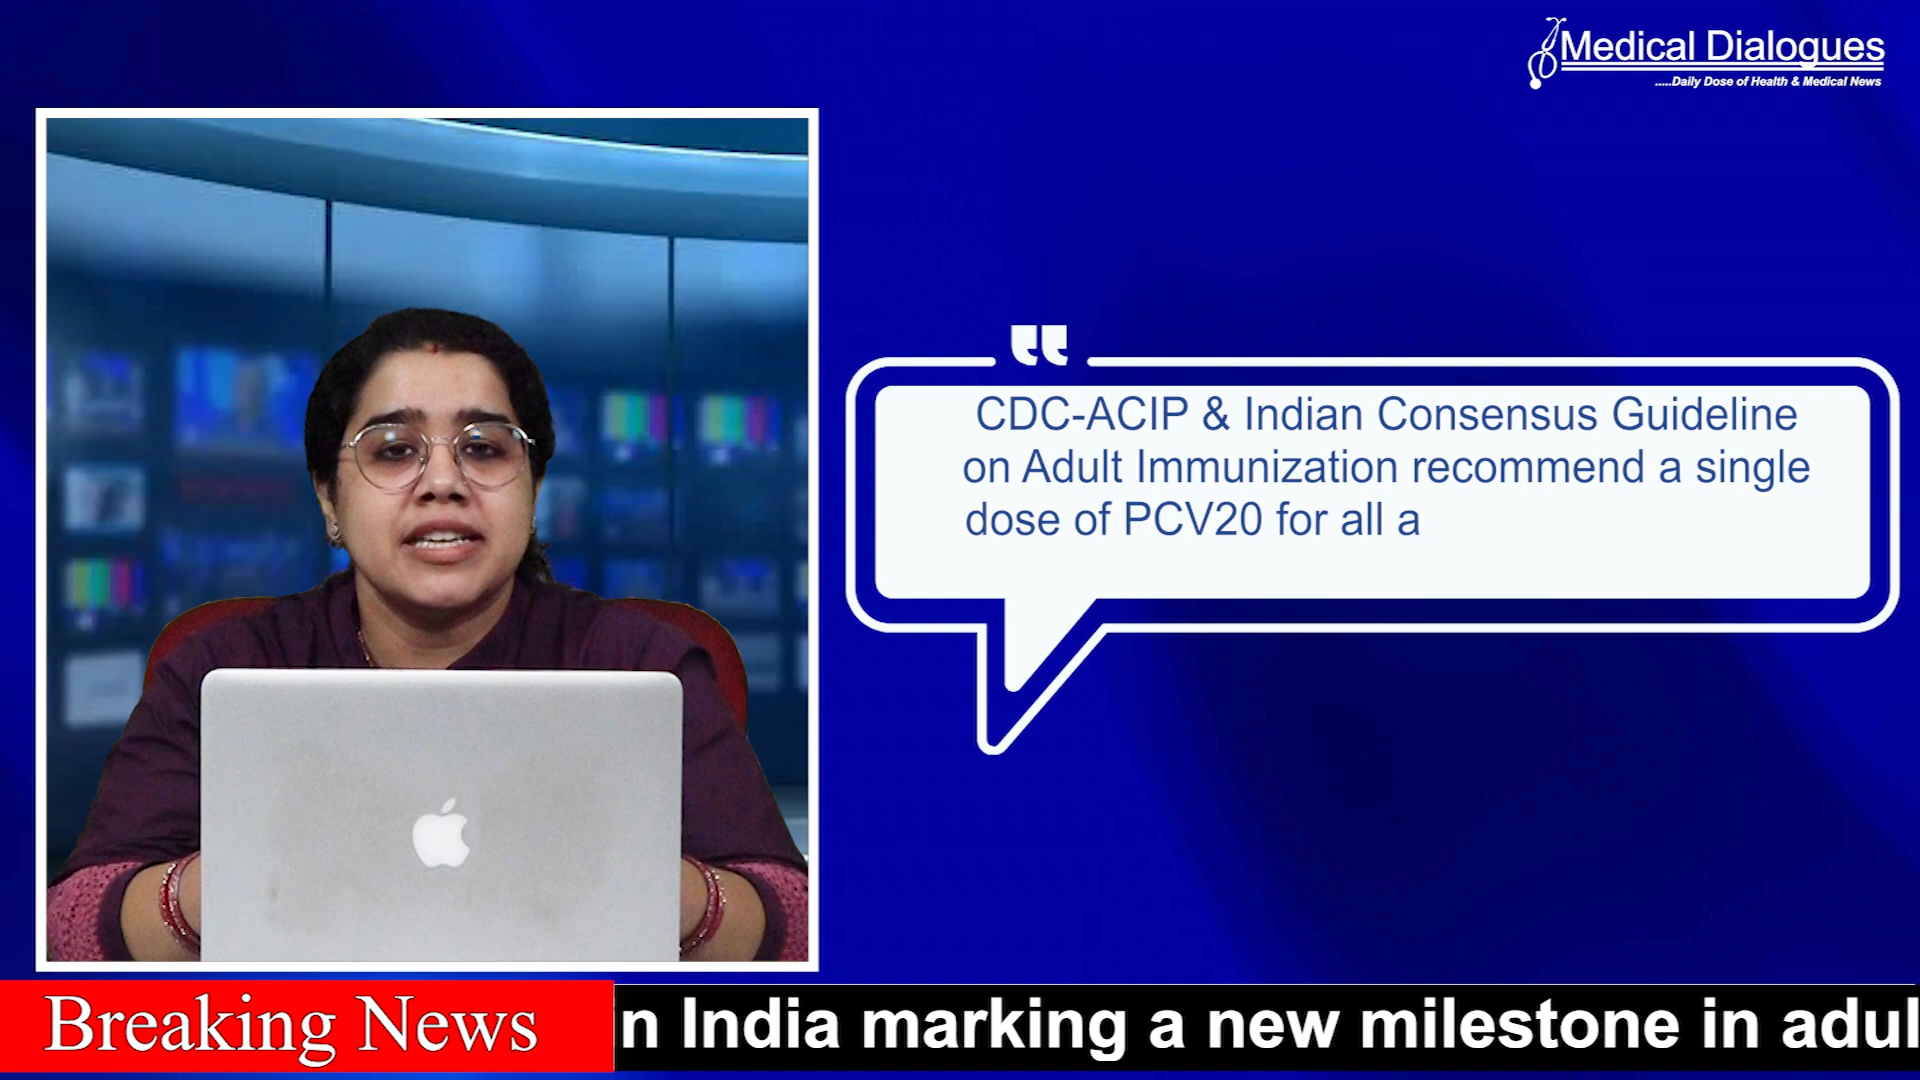 Medical Dialogues
.....Daily Dose of Health & Medical News
CDC-ACIP & Indian Consensus Guideline
on Adult Immunization recommend a single
dose of PCV20 for all a
Breaking News
in India marking a new milestone in adul